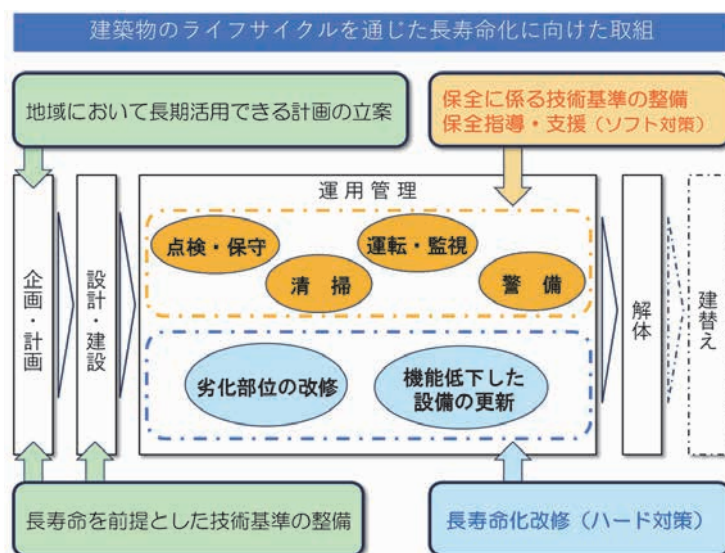 建築物のライフサイクルを通じた長寿命化に向けた取組
地域において長期活用できる計画の立案
保全に係る技術基準の整備
保全指導・支援（ソフト対策）
企画・計画
設計・建設
運用管理
点検・保守
清　掃
運転・監視
警　備
劣化部位の改修
機能低下した
設備の更新
解体
建替え
長寿命を前提とした技術基準の整備
長寿命化改修（ハード対策）